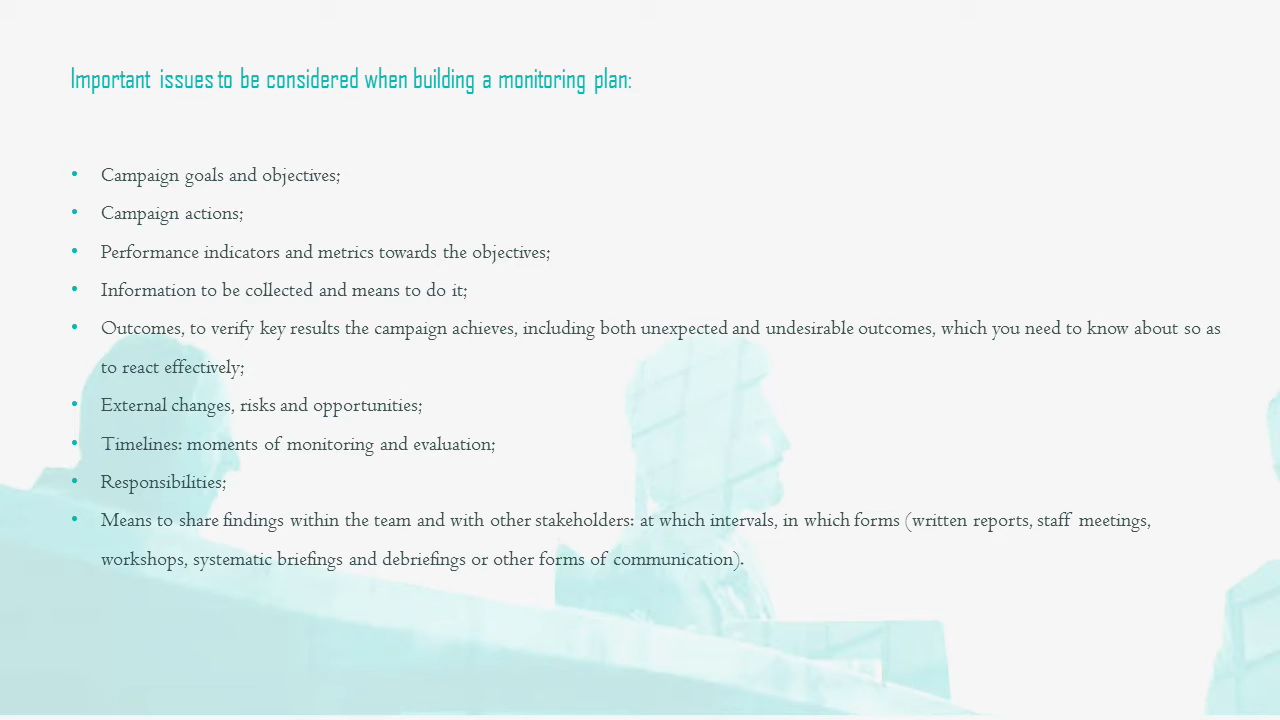 Important issues to be considered when building a monitoring plan:
• Campaign goals and objectives;
• Campaign actions;
• Performance indicators and metrics towards the objectives;
• Information to be collected and means to do it;
• Outcomes, to verify key results the campaign achieves, including both unexpected and undesirable outcomes, which you need to know about so as
to react effectively;
• External changes, risks and opportunities;
• Timelines: moments of monitoring and evaluation;
• Responsibilities;
• Means to share findings within the team and with other stakeholders: at which intervals, in which forms (written reports, staff meetings,
workshops, systematic briefings and debriefings or other forms of communication).